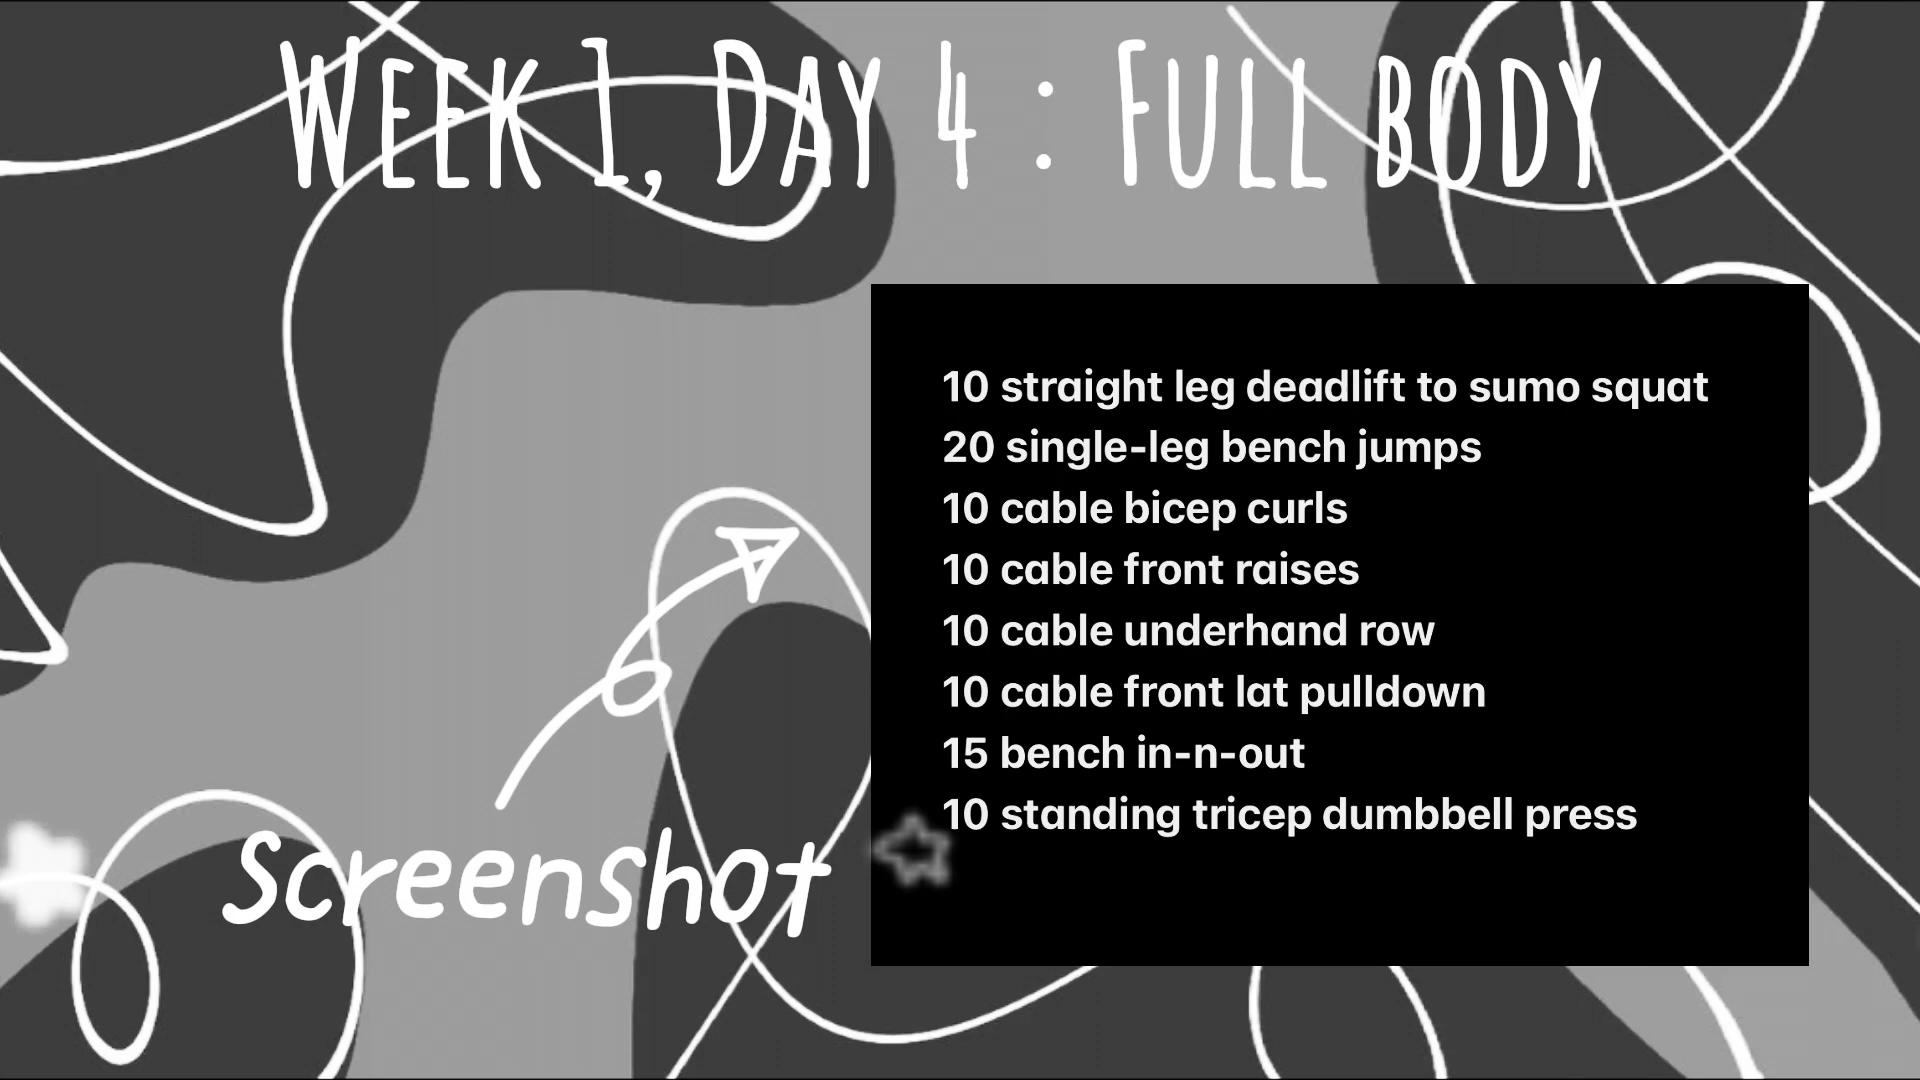 Week 1, Day 4 : Full body
10 straight leg deadlift to sumo squat
20 single-leg bench jumps
10 cable bicep curls
10 cable front raises
10 cable underhand row
10 cable front lat pulldown
15 bench in-n-out
10 standing tricep dumbbell press
Screenshot